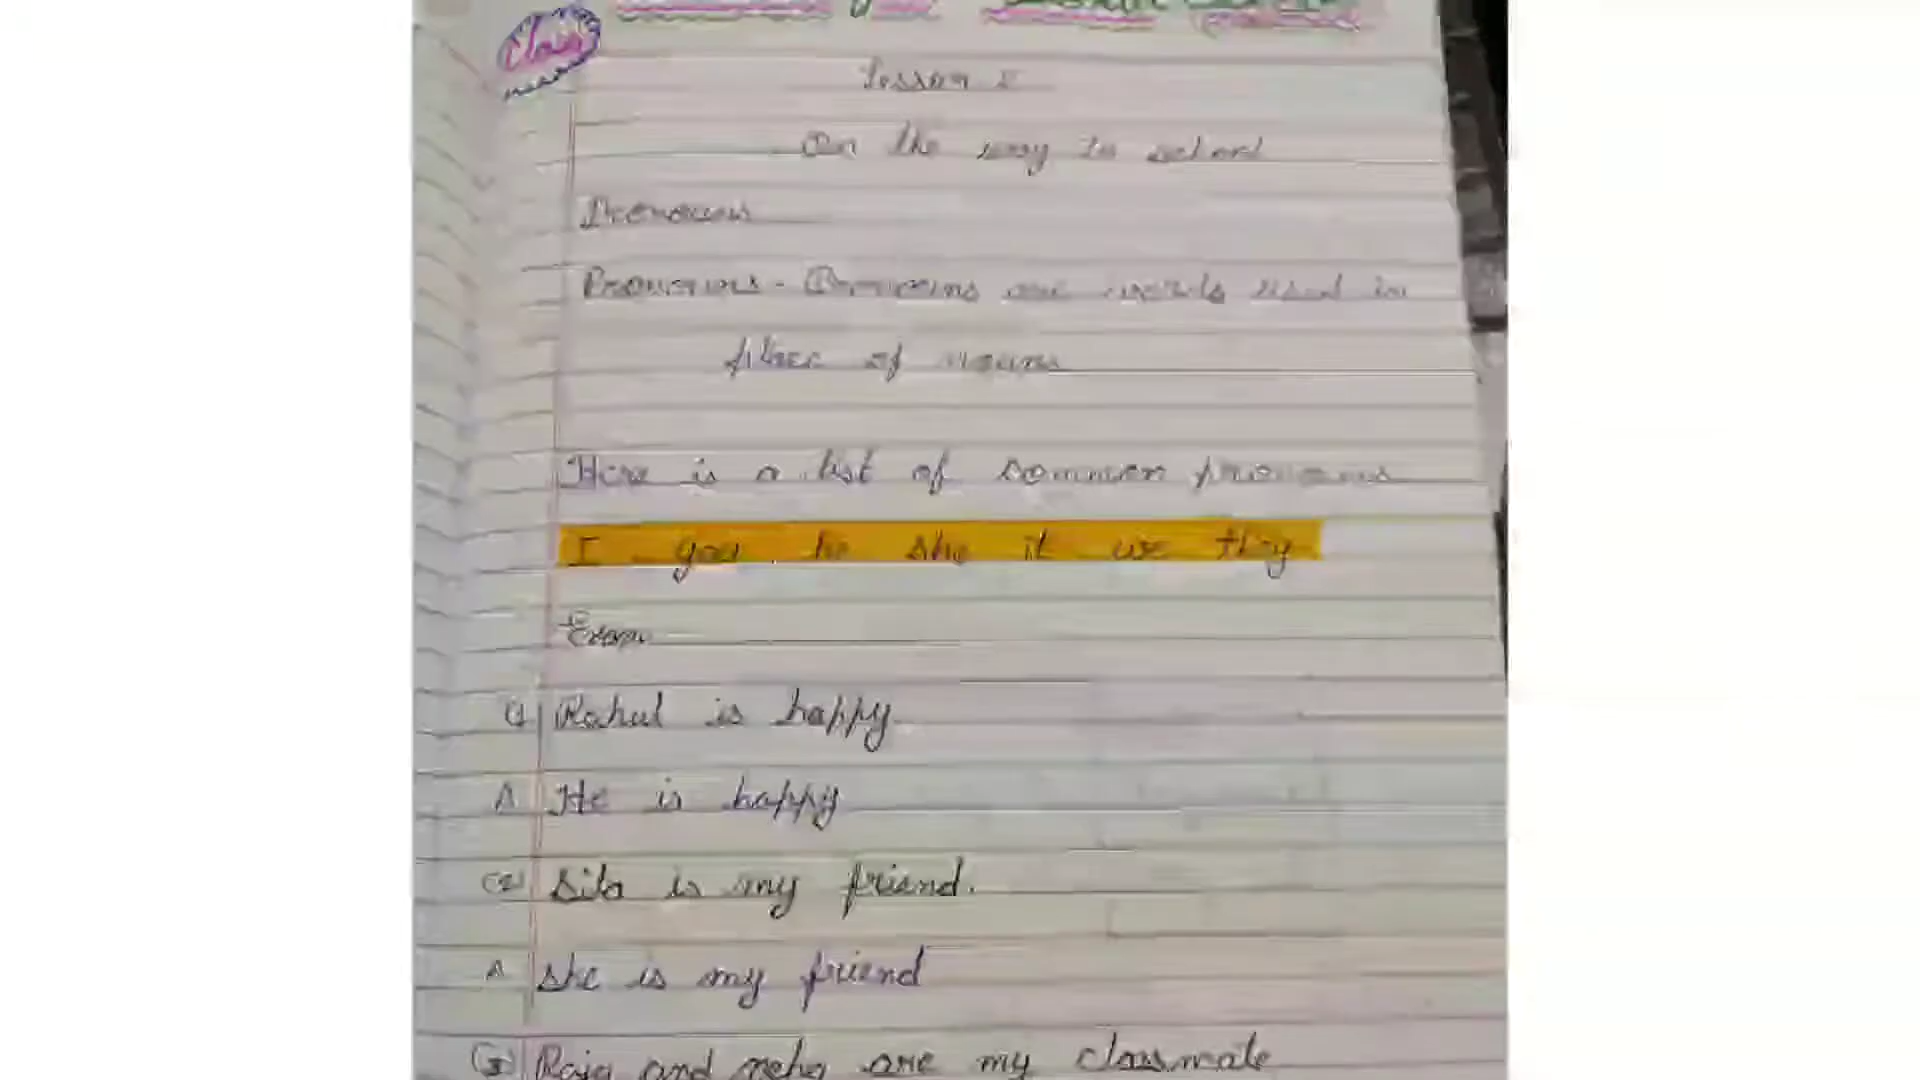 Class
Lesson 2
On the way to school
Pronouns
Pronouns - Pronouns are words used in
place of nouns
Here is a list of common pronouns
I you he she it we they
Exam
(1) Rahul is happy.
A He is happy
(2) Sita is my friend.
A She is my friend
(3) Raja and neha are my classmate